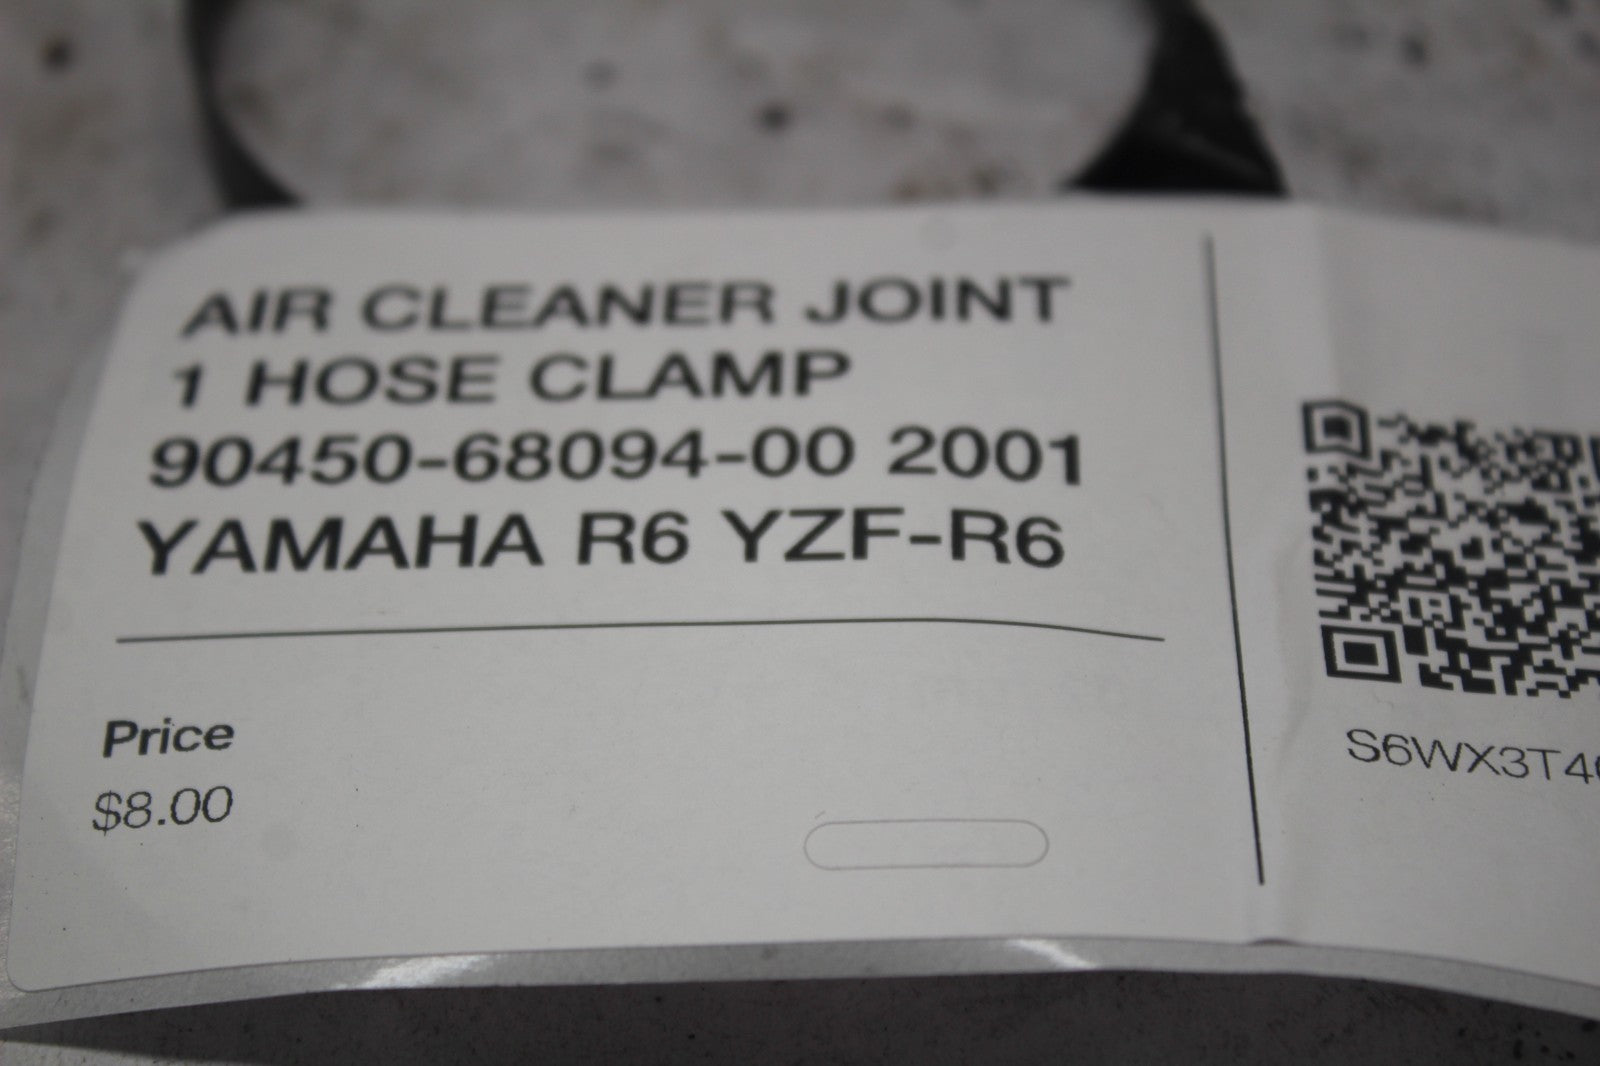 AIR CLEANER JOINT
1 HOSE CLAMP
90450-68094-00 2001
YAMAHA R6 YZF-R6
Price
$8.00